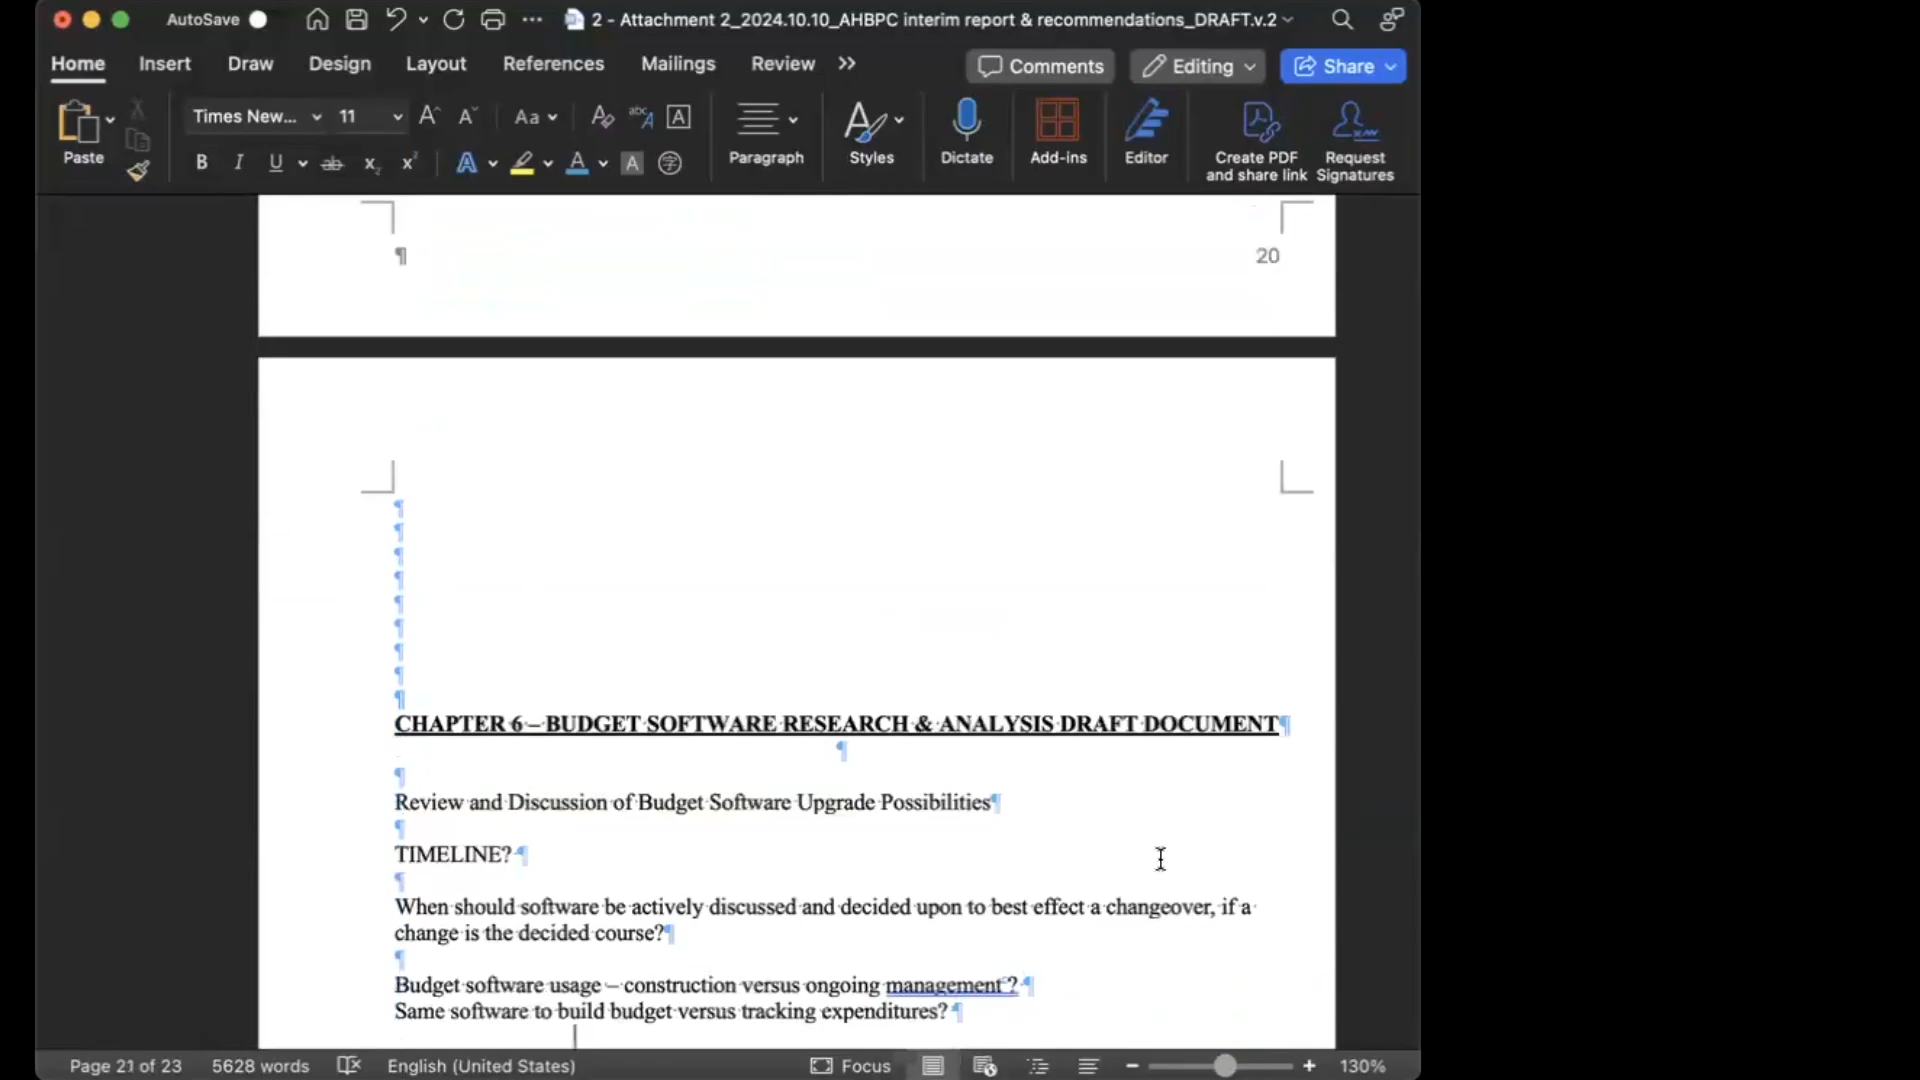 AutoSave
2 - Attachment 2_2024.10.10_AHBPC interim report & recommendations_DRAFT.v.2
Home Insert Draw Design Layout References Mailings Review >> Comments Editing Share
Paste
Times New... 11
Aa
Paragraph Styles Dictate Add-ins Editor Create PDF and share link Request Signatures
¶ 20
¶
¶
¶
¶
¶
¶
¶
¶
¶
CHAPTER 6 – BUDGET SOFTWARE RESEARCH & ANALYSIS DRAFT DOCUMENT¶
¶
¶
Review and Discussion of Budget Software Upgrade Possibilities¶
¶
TIMELINE? ¶
¶
When should software be actively discussed and decided upon to best effect a changeover, if a
change is the decided course?¶
¶
Budget software usage – construction versus ongoing management ? ¶
Same software to build budget versus tracking expenditures? ¶
Page 21 of 23 5628 words English (United States) Focus 130%